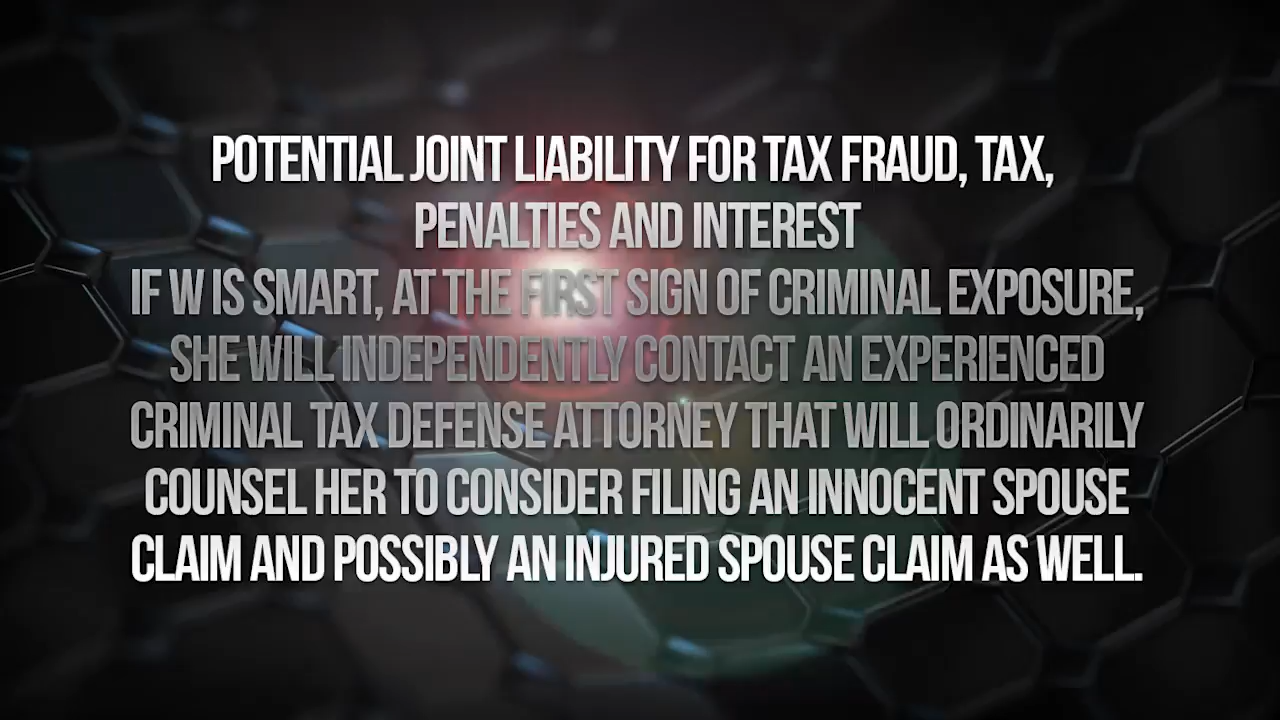 POTENTIAL JOINT LIABILITY FOR TAX FRAUD, TAX,
PENALTIES AND INTEREST
IF W IS SMART, AT THE FIRST SIGN OF CRIMINAL EXPOSURE,
SHE WILL INDEPENDENTLY CONTACT AN EXPERIENCED
CRIMINAL TAX DEFENSE ATTORNEY THAT WILL ORDINARILY
COUNSEL HER TO CONSIDER FILING AN INNOCENT SPOUSE
CLAIM AND POSSIBLY AN INJURED SPOUSE CLAIM AS WELL.